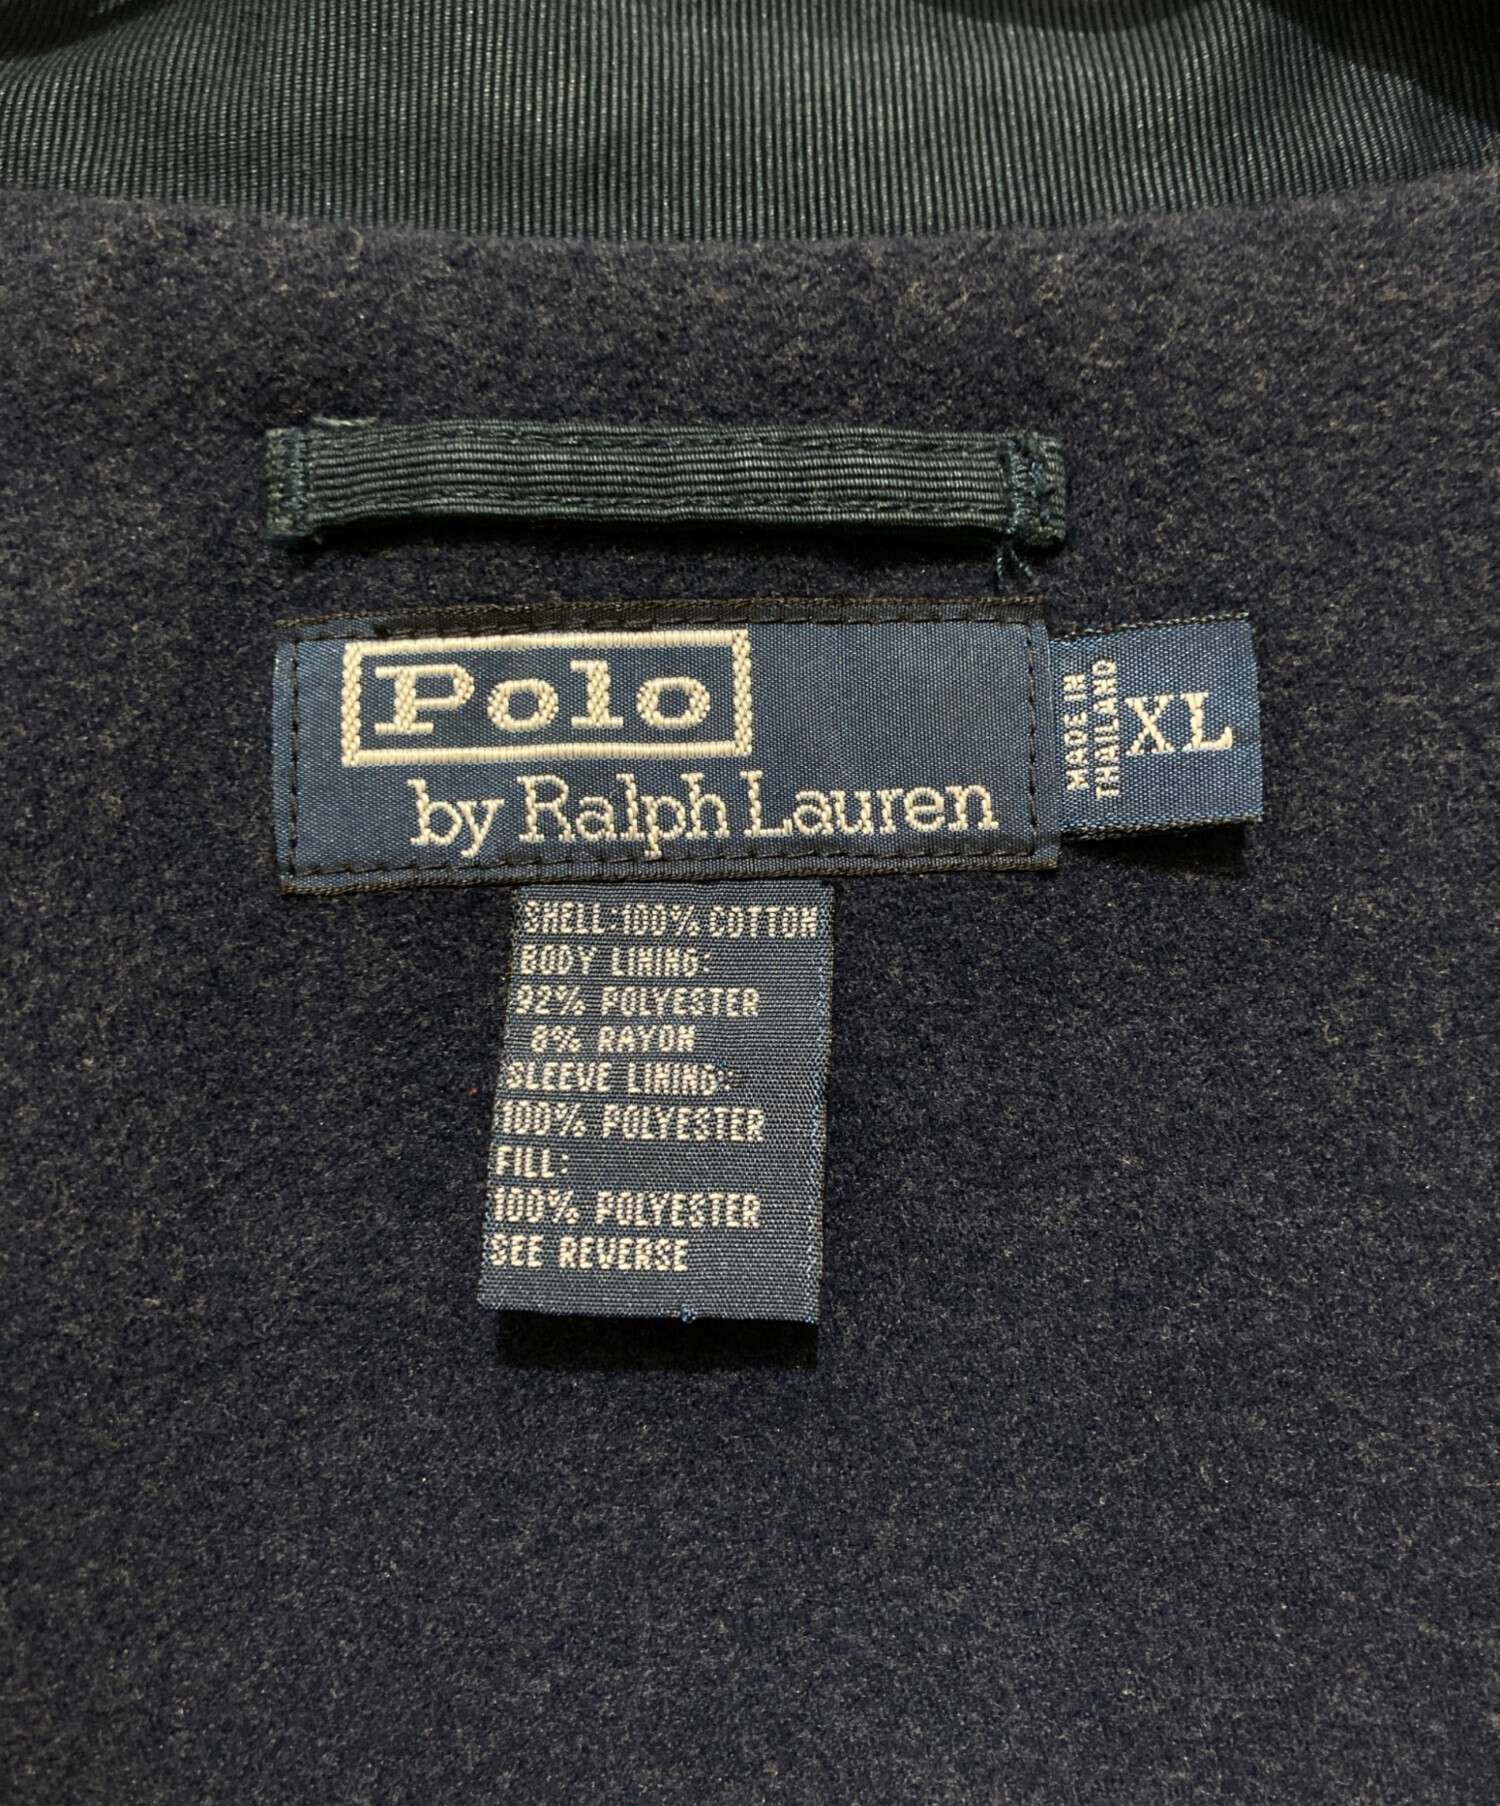 Polo
by Ralph Lauren
MADE IN
THAILAND
XL
SHELL:100% COTTON
BODY LINING:
92% POLYESTER
8% RAYON
SLEEVE LINING:
100% POLYESTER
FILL:
100% POLYESTER
SEE REVERSE